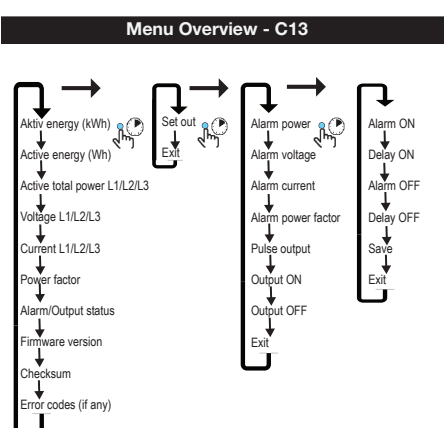 Menu Overview - C13
Aktiv energy (kWh)
Active energy (Wh)
Active total power L1/L2/L3
Voltage L1/L2/L3
Current L1/L2/L3
Power factor
Alarm/Output status
Firmware version
Checksum
Error codes (if any)
Set out
Exit
Alarm power
Alarm voltage
Alarm current
Alarm power factor
Pulse output
Output ON
Output OFF
Exit
Alarm ON
Delay ON
Alarm OFF
Delay OFF
Save
Exit